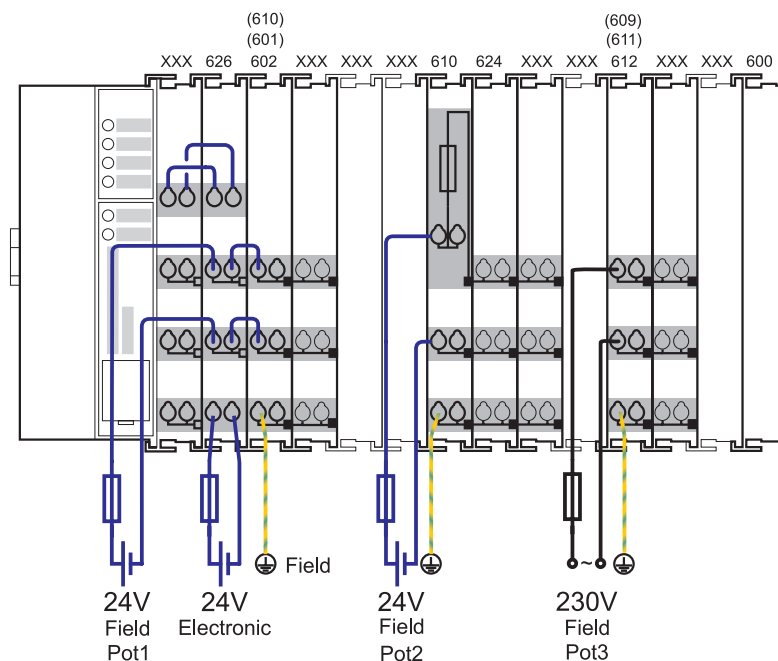 (610) (609)
(601) (611)
XXX 626 602 XXX XXX XXX 610 624 XXX XXX 612 XXX XXX 600
Field
~
24V 24V 24V 230V
Field Electronic Field Field
Pot1 Pot2 Pot3